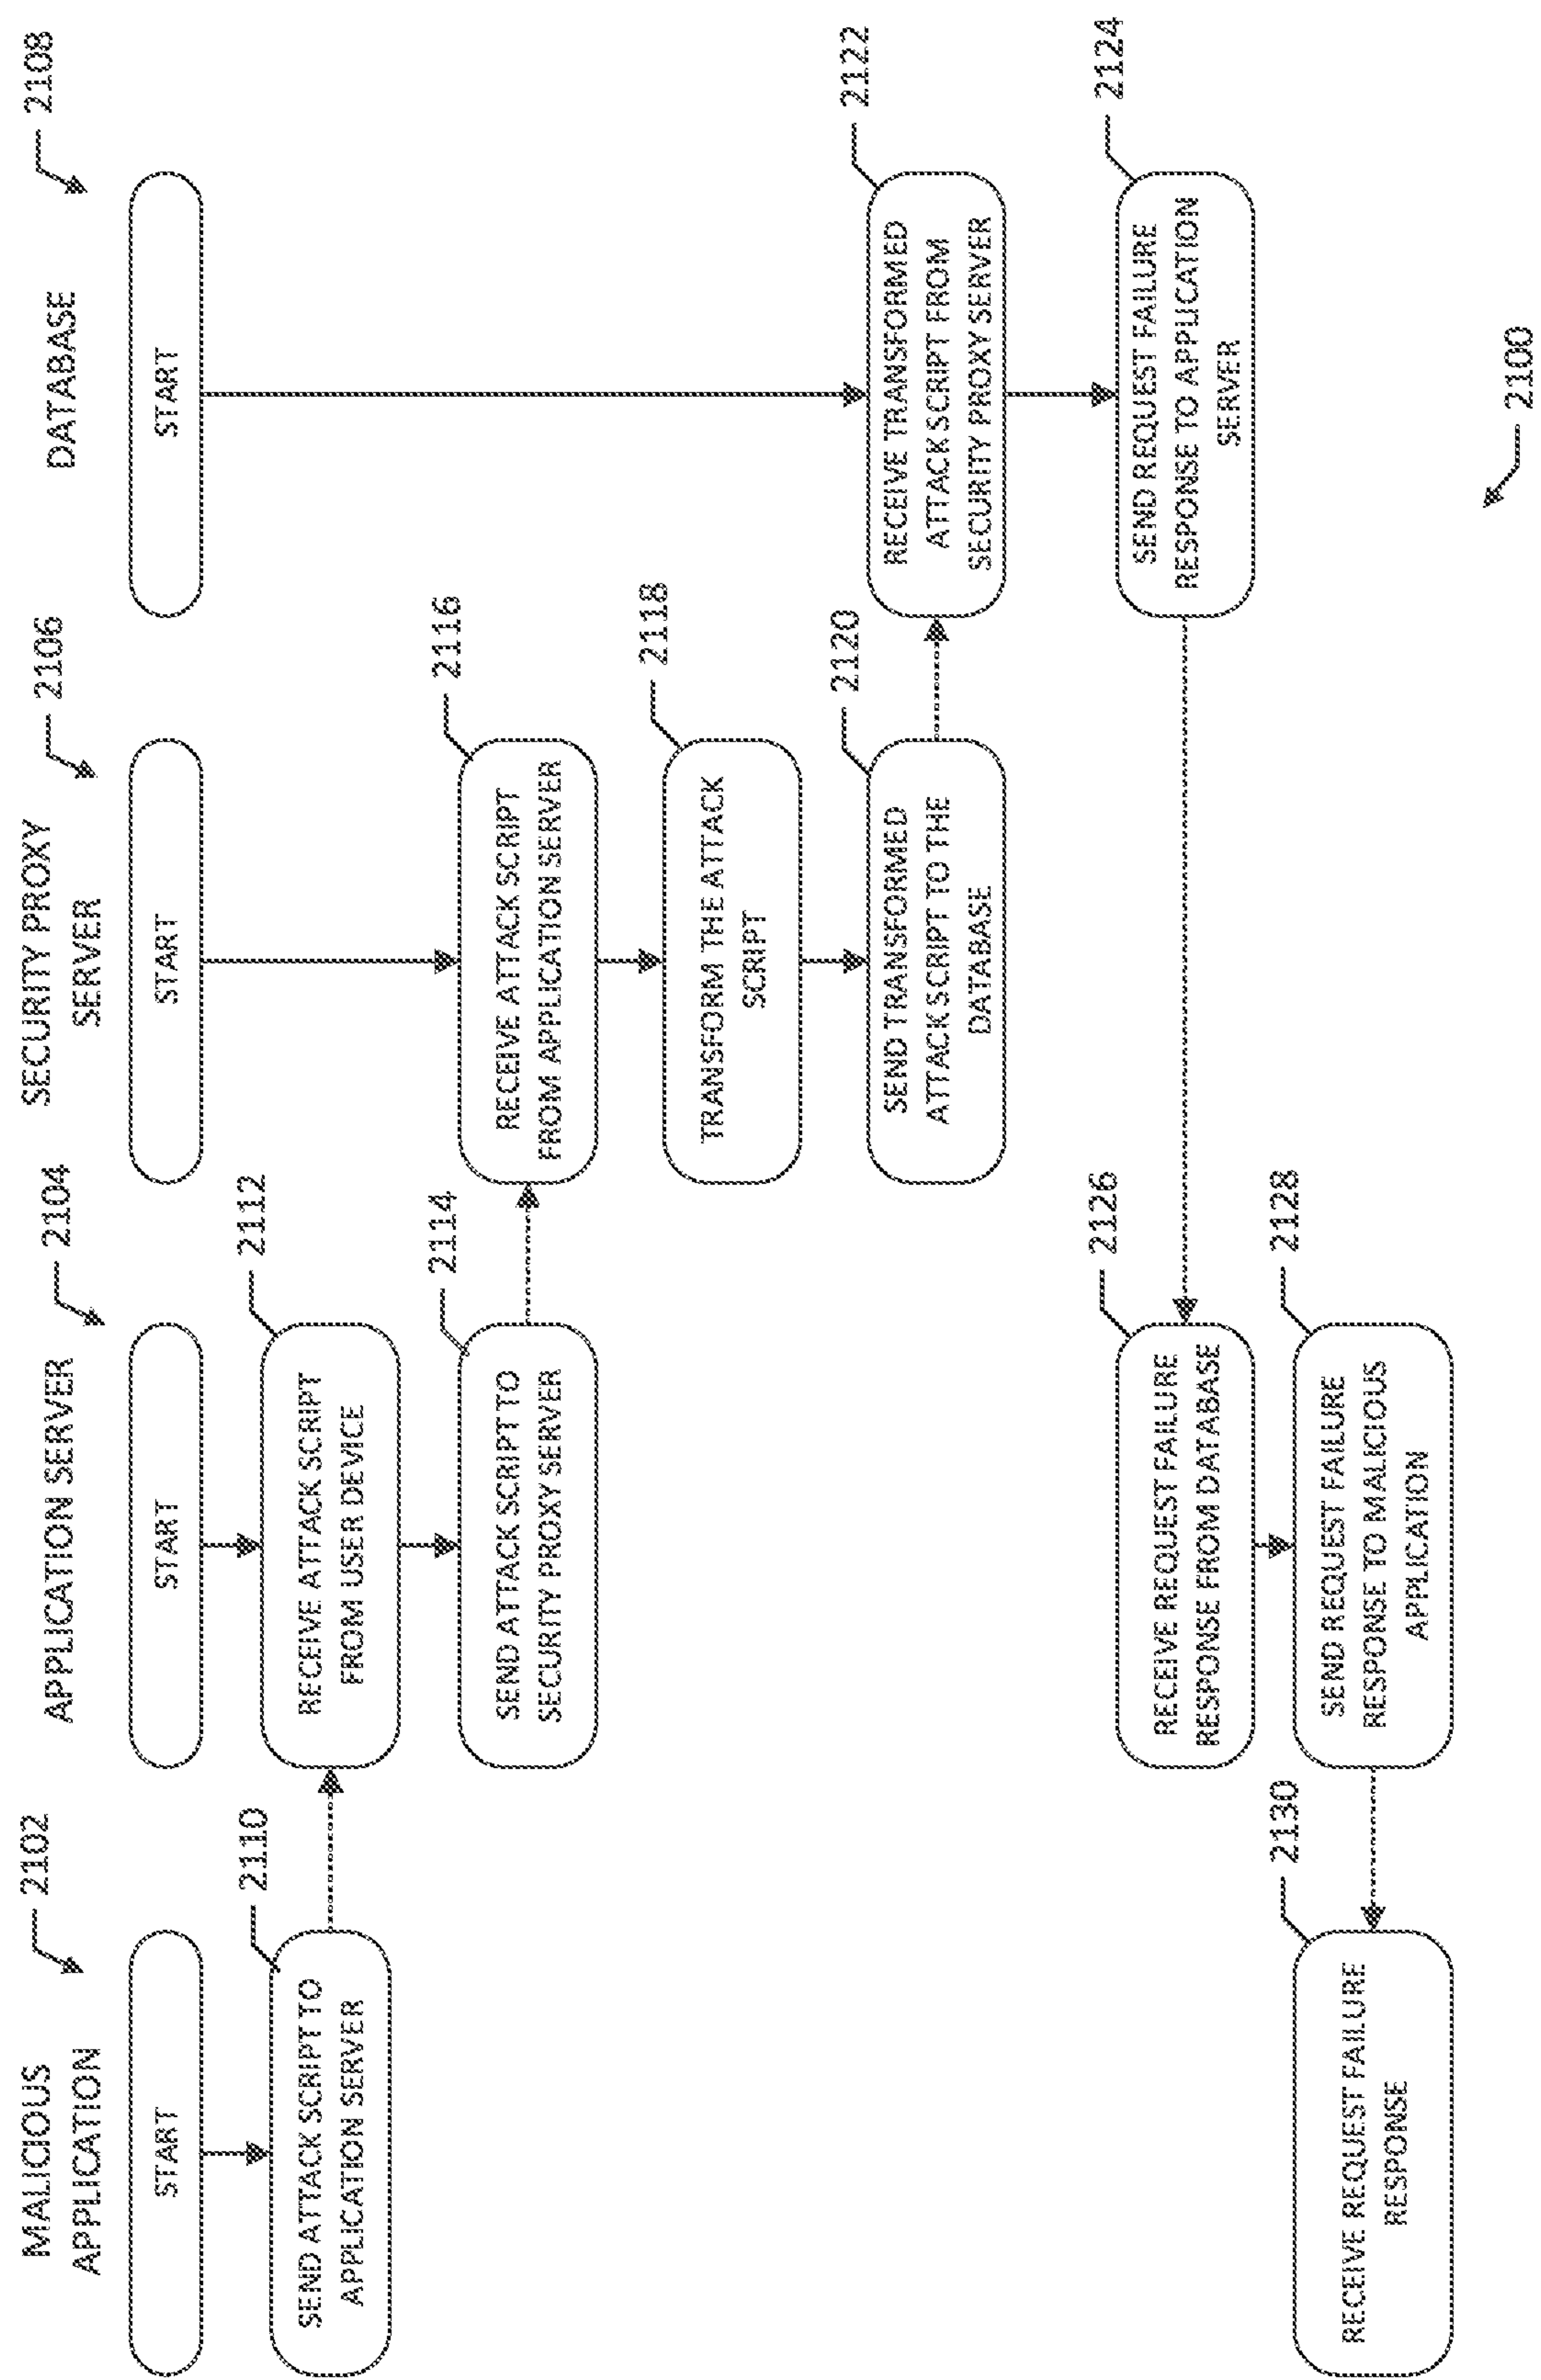 MALICIOUS
APPLICATION
2102
APPLICATION SERVER
2104
SECURITY PROXY
SERVER
2106
DATABASE
2108
START
START
START
START
2110
SEND ATTACK SCRIPT TO
APPLICATION SERVER
2112
RECEIVE ATTACK SCRIPT
FROM USER DEVICE
2114
SEND ATTACK SCRIPT TO
SECURITY PROXY SERVER
2116
RECEIVE ATTACK SCRIPT
FROM APPLICATION SERVER
2118
TRANSFORM THE ATTACK
SCRIPT
2120
SEND TRANSFORMED
ATTACK SCRIPT TO THE
DATABASE
2122
RECEIVE TRANSFORMED
ATTACK SCRIPT FROM
SECURITY PROXY SERVER
2124
SEND REQUEST FAILURE
RESPONSE TO APPLICATION
SERVER
2126
RECEIVE REQUEST FAILURE
RESPONSE FROM DATABASE
2128
SEND REQUEST FAILURE
RESPONSE TO MALICIOUS
APPLICATION
2130
RECEIVE REQUEST FAILURE
RESPONSE
2100